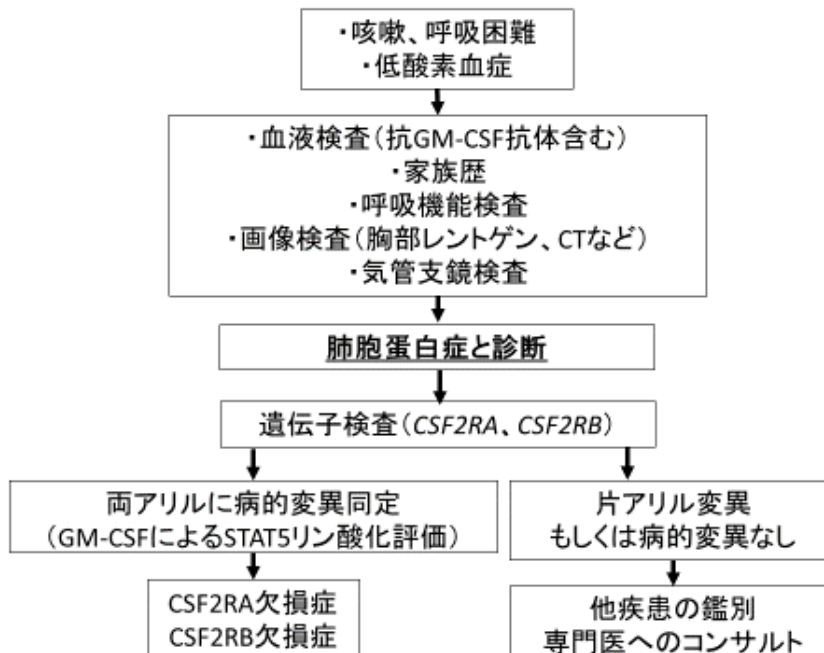 ・咳嗽、呼吸困難
・低酸素血症
・血液検査（抗GM-CSF抗体含む）
・家族歴
・呼吸機能検査
・画像検査（胸部レントゲン、CTなど）
・気管支鏡検査
肺胞蛋白症と診断
遺伝子検査（CSF2RA、CSF2RB）
両アリルに病的変異同定
（GM-CSFによるSTAT5リン酸化評価）
片アリル変異
もしくは病的変異なし
CSF2RA欠損症
CSF2RB欠損症
他疾患の鑑別
専門医へのコンサルト